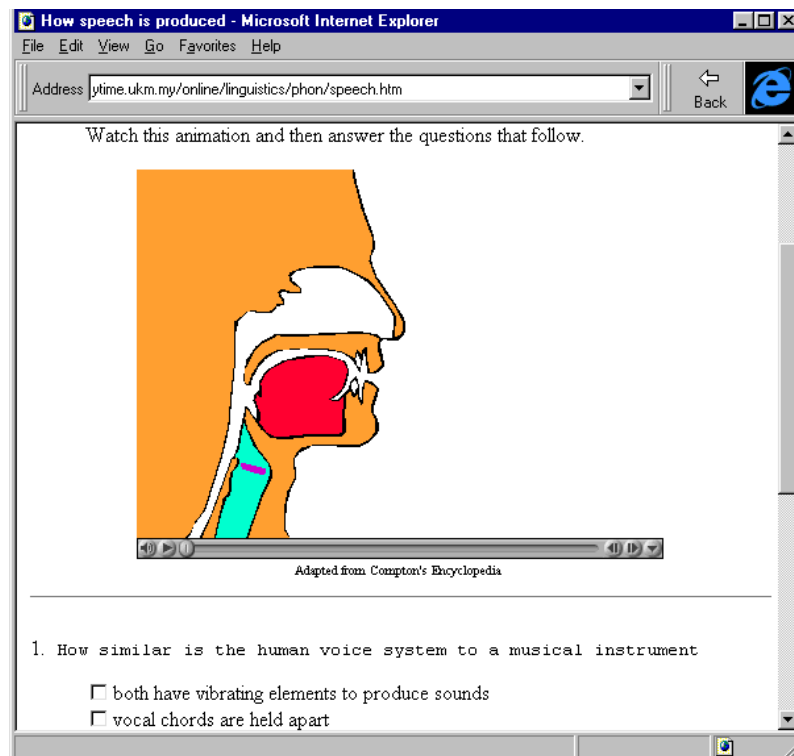 How speech is produced - Microsoft Internet Explorer
File Edit View Go Favorites Help
Address ytime.ukm.my/online/linguistics/phon/speech.htm
Back
Watch this animation and then answer the questions that follow.
Adapted from Compton's Encyclopedia
1. How similar is the human voice system to a musical instrument
both have vibrating elements to produce sounds
vocal chords are held apart